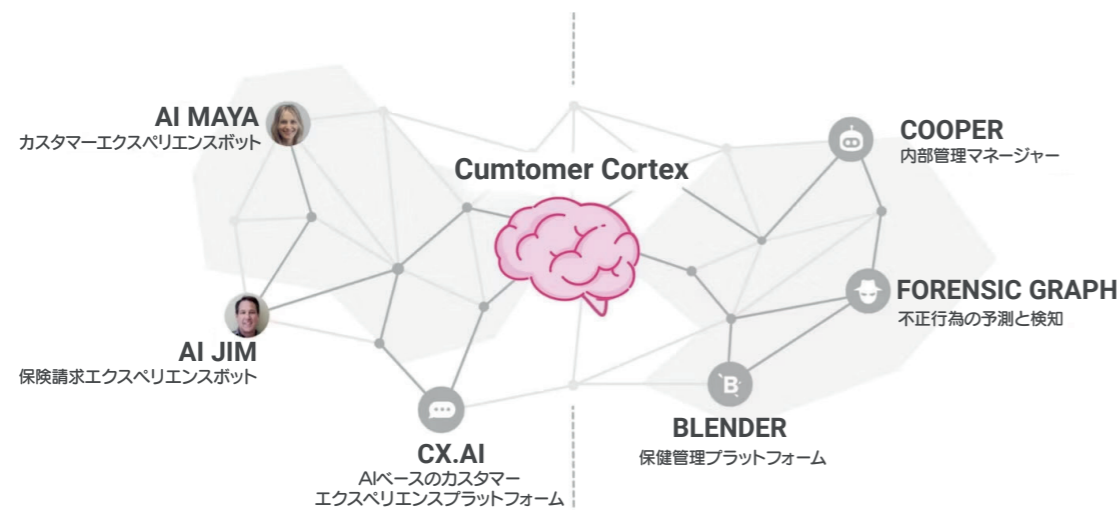 AI MAYA
カスタマーエクスペリエンスボット
Cumtomer Cortex
COOPER
内部管理マネージャー
FORENSIC GRAPH
不正行為の予測と検知
AI JIM
保険請求エクスペリエンスボット
B
BLENDER
保健管理プラットフォーム
CX.AI
AIベースのカスタマー
エクスペリエンスプラットフォーム